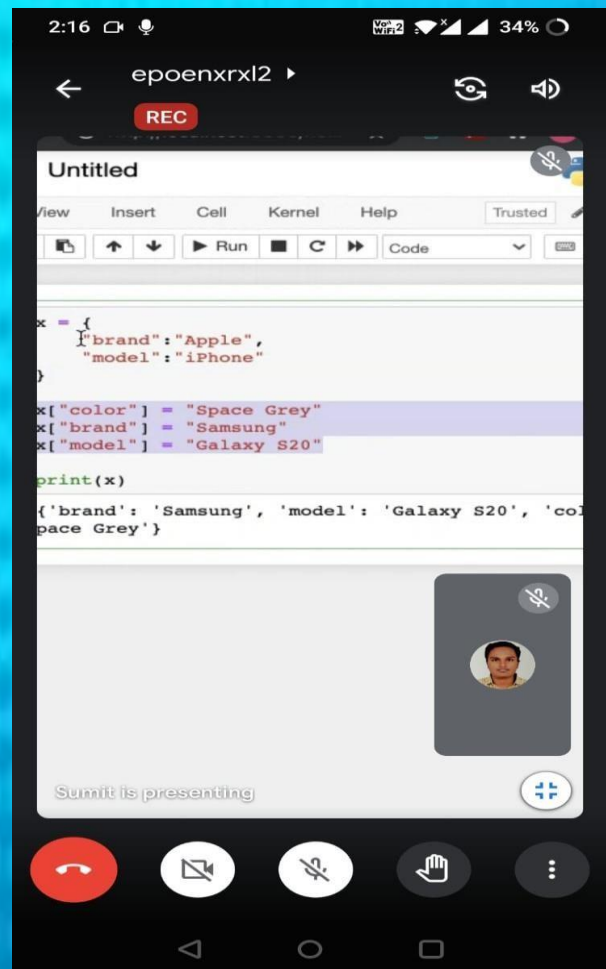 2:16 Vo)) WiFi2 34%
epoenxrxl2
REC
Untitled
View Insert Cell Kernel Help Trusted
Run Code
x = {
"brand":"Apple",
"model":"iPhone"
}
x["color"] = "Space Grey"
x["brand"] = "Samsung"
x["model"] = "Galaxy S20"
print(x)
{'brand': 'Samsung', 'model': 'Galaxy S20', 'col
pace Grey'}
Sumit is presenting